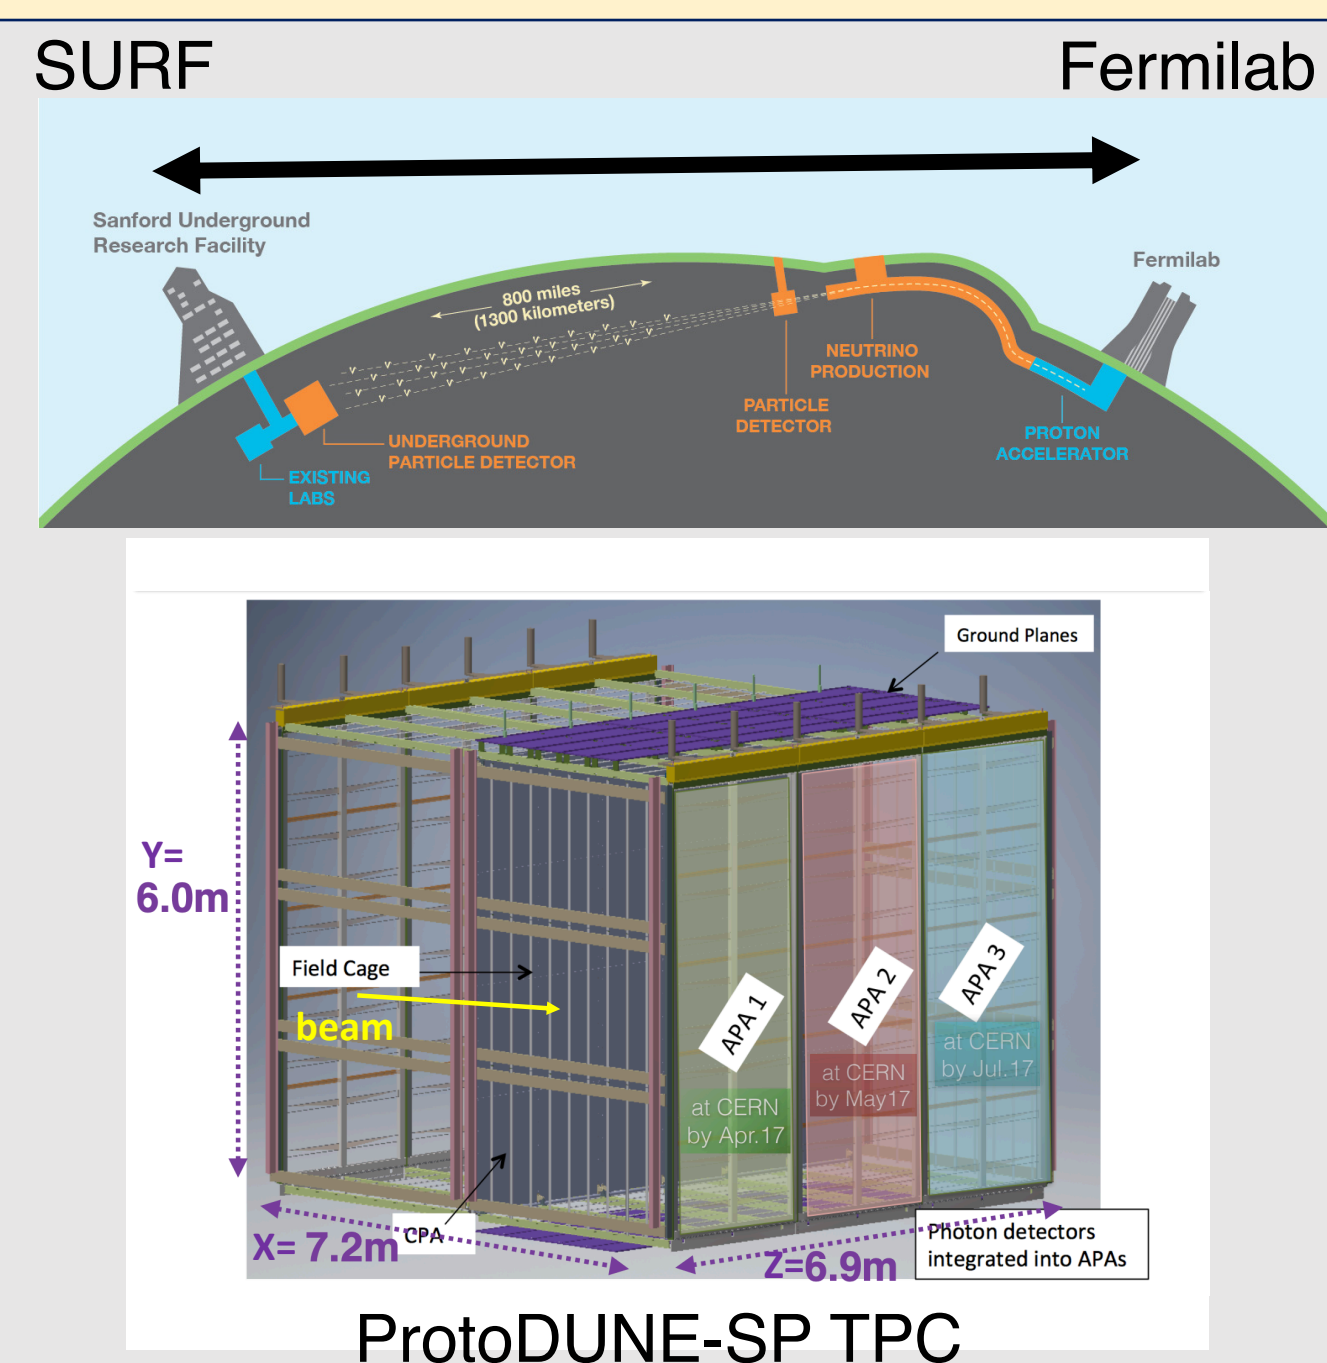 SURF
Fermilab
Sanford Underground
Research Facility
Fermilab
800 miles
(1300 kilometers)
NEUTRINO
PRODUCTION
PARTICLE
DETECTOR
PROTON
ACCELERATOR
UNDERGROUND
PARTICLE DETECTOR
EXISTING
LABS
Ground Planes
Y=
6.0m
Field Cage
beam
APA 1
APA 2
APA 3
at CERN
by Apr.17
at CERN
by May17
at CERN
by Jul.17
CPA
X= 7.2m
Z=6.9m
Photon detectors
integrated into APAs
ProtoDUNE-SP TPC